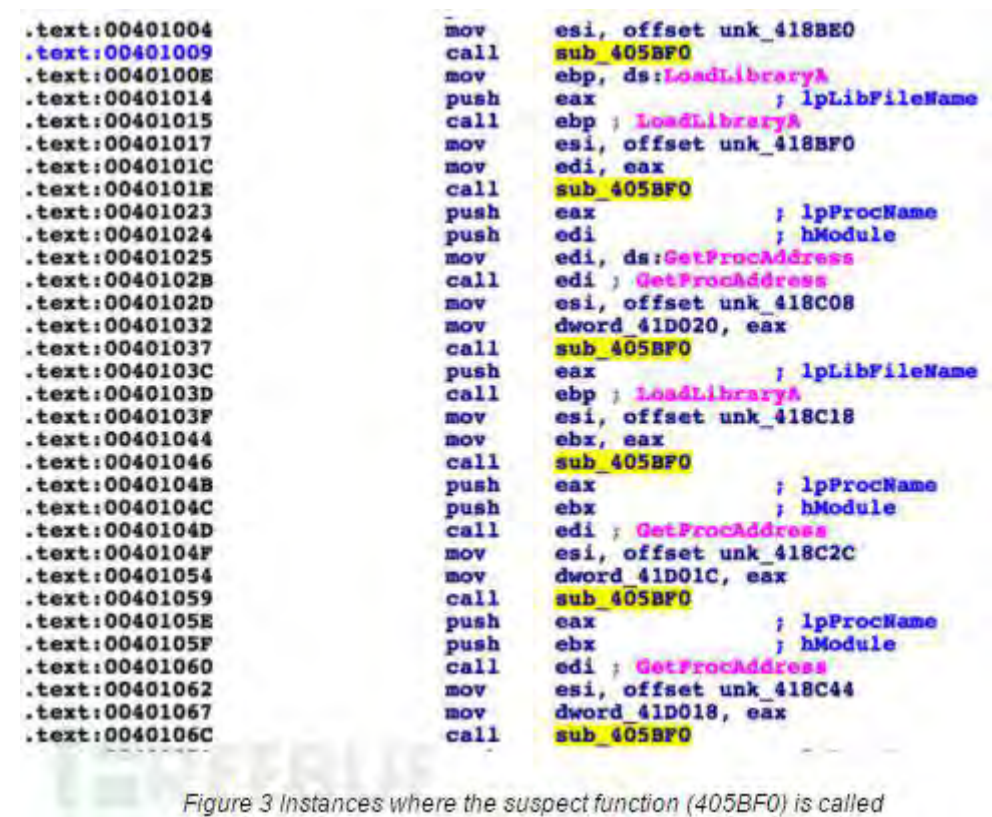 .text:00401004 mov esi, offset unk_418BE0
.text:00401009 call sub_405BF0
.text:0040100E mov ebp, ds:LoadLibraryA
.text:00401014 push eax ; lpLibFileName
.text:00401015 call ebp ; LoadLibraryA
.text:00401017 mov esi, offset unk_418BF0
.text:0040101C mov edi, eax
.text:0040101E call sub_405BF0
.text:00401023 push eax ; lpProcName
.text:00401024 push edi ; hModule
.text:00401025 mov edi, ds:GetProcAddress
.text:0040102B call edi ; GetProcAddress
.text:0040102D mov esi, offset unk_418C08
.text:00401032 mov dword_41D020, eax
.text:00401037 call sub_405BF0
.text:0040103C push eax ; lpLibFileName
.text:0040103D call ebp ; LoadLibraryA
.text:0040103F mov esi, offset unk_418C18
.text:00401044 mov ebx, eax
.text:00401046 call sub_405BF0
.text:0040104B push eax ; lpProcName
.text:0040104C push ebx ; hModule
.text:0040104D call edi ; GetProcAddress
.text:0040104F mov esi, offset unk_418C2C
.text:00401054 mov dword_41D01C, eax
.text:00401059 call sub_405BF0
.text:0040105E push eax ; lpProcName
.text:0040105F push ebx ; hModule
.text:00401060 call edi ; GetProcAddress
.text:00401062 mov esi, offset unk_418C44
.text:00401067 mov dword_41D018, eax
.text:0040106C call sub_405BF0
Figure 3 Instances where the suspect function (405BF0) is called